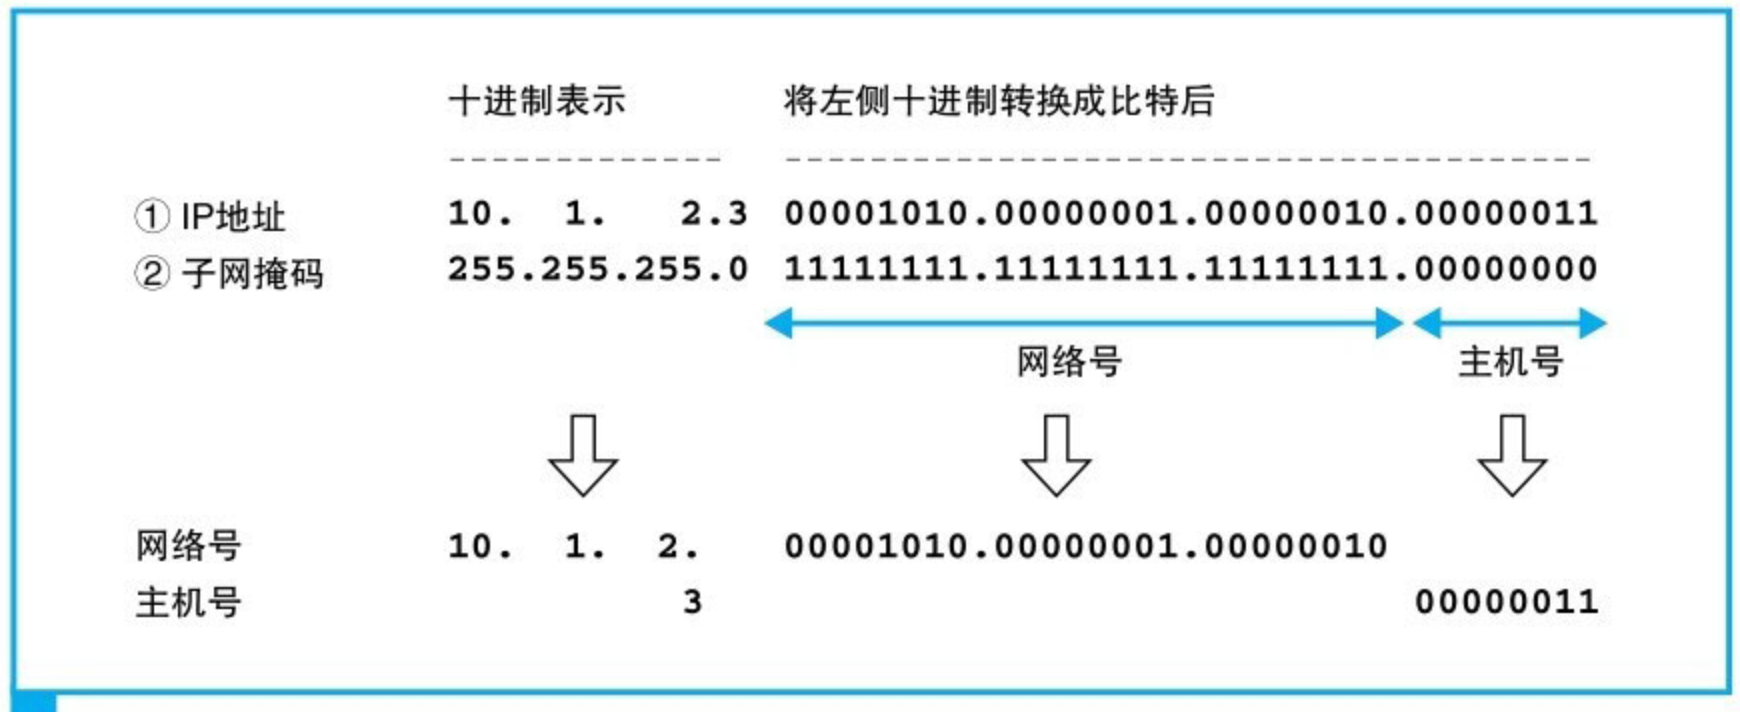 十进制表示 将左侧十进制转换成比特后
------------- --------------------------------------
① IP地址 10. 1. 2.3 00001010.00000001.00000010.00000011
② 子网掩码 255.255.255.0 11111111.11111111.11111111.00000000
网络号 主机号
网络号 10. 1. 2. 00001010.00000001.00000010
主机号 3 00000011